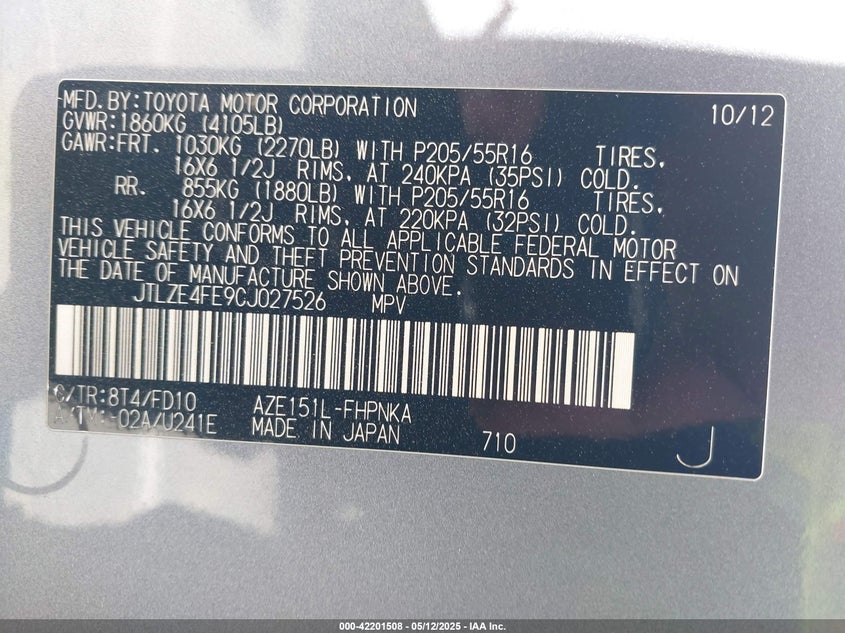 MFD.BY:TOYOTA MOTOR CORPORATION 10/12
GVWR:1860KG (4105LB)
GAWR:FRT. 1030KG (2270LB) WITH P205/55R16 TIRES,
16X6 1/2J RIMS, AT 240KPA (35PSI) COLD.
RR. 855KG (1880LB) WITH P205/55R16 TIRES,
16X6 1/2J RIMS, AT 220KPA (32PSI) COLD.
THIS VEHICLE CONFORMS TO ALL APPLICABLE FEDERAL MOTOR
VEHICLE SAFETY AND THEFT PREVENTION STANDARDS IN EFFECT ON
THE DATE OF MANUFACTURE SHOWN ABOVE.
JTLZE4FE9CJ027526 MPV
C/TR:8T4/FD10 AZE151L-FHPNKA
A/TM:-02A/U241E MADE IN JAPAN 710 J
000-42201508 - 05/12/2025 - IAA Inc.